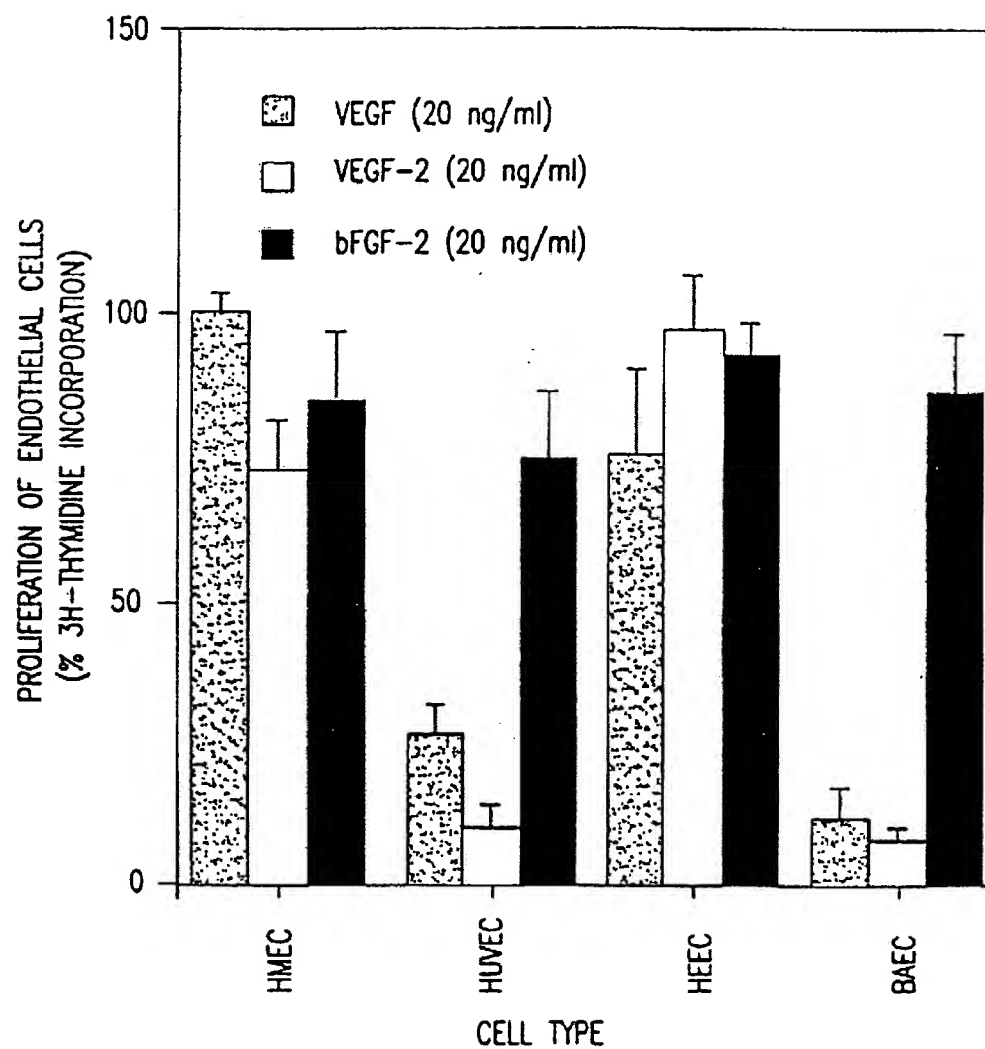 150
VEGF (20 ng/ml)
VEGF-2 (20 ng/ml)
bFGF-2 (20 ng/ml)
PROLIFERATION OF ENDOTHELIAL CELLS
(% 3H-THYMIDINE INCORPORATION)
100
50
0
HMEC
HUVEC
HEEC
BAEC
CELL TYPE